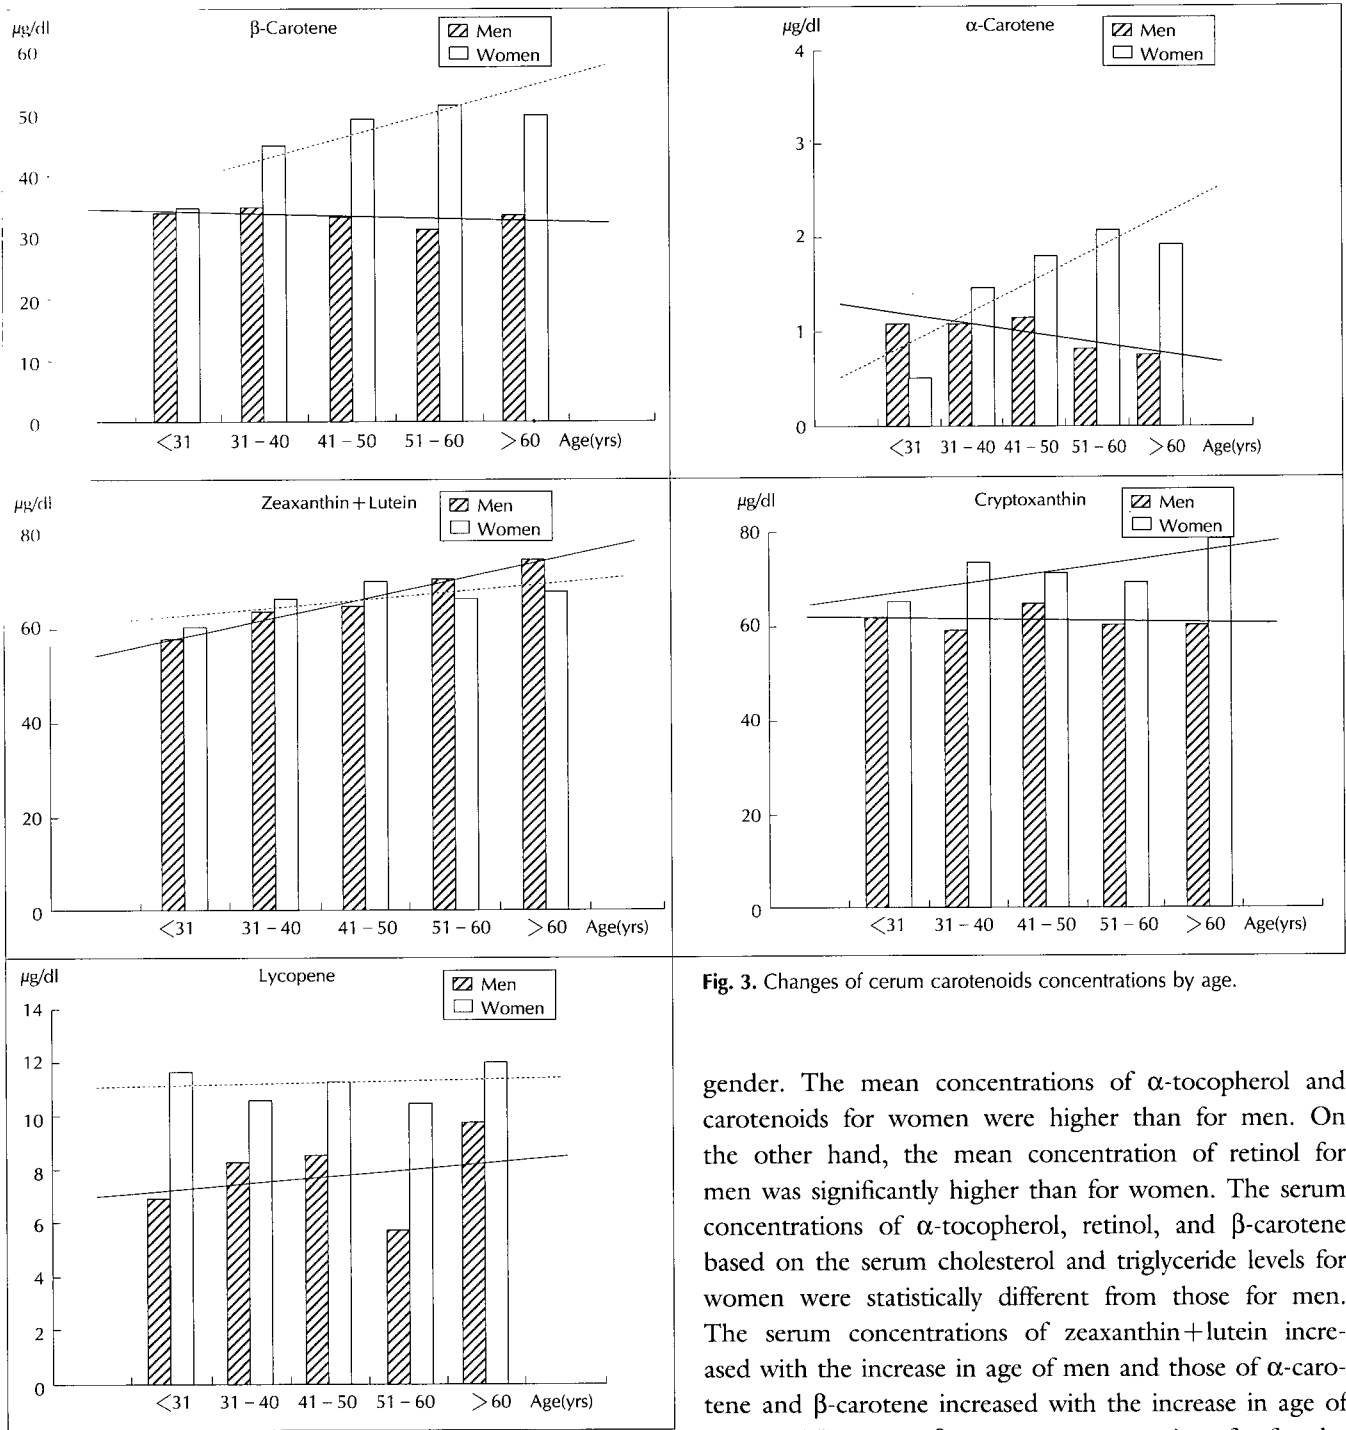 μg/dl
β-Carotene
Men
Women
60
50
40
30
20
10
0
<31 31-40 41-50 51-60 >60 Age(yrs)
μg/dl
α-Carotene
Men
Women
4
3
2
1
0
<31 31-40 41-50 51-60 >60 Age(yrs)
μg/dl
Zeaxanthin+Lutein
Men
Women
80
60
40
20
0
<31 31-40 41-50 51-60 >60 Age(yrs)
μg/dl
Cryptoxanthin
Men
Women
80
60
40
20
0
<31 31-40 41-50 51-60 >60 Age(yrs)
μg/dl
Lycopene
Men
Women
14
12
10
8
6
4
2
0
<31 31-40 41-50 51-60 >60 Age(yrs)
Fig. 3. Changes of cerum carotenoids concentrations by age.
gender. The mean concentrations of α-tocopherol and
carotenoids for women were higher than for men. On
the other hand, the mean concentration of retinol for
men was significantly higher than for women. The serum
concentrations of α-tocopherol, retinol, and β-carotene
based on the serum cholesterol and triglyceride levels for
women were statistically different from those for men.
The serum concentrations of zeaxanthin+lutein incre-
ased with the increase in age of men and those of α-caro-
tene and β-carotene increased with the increase in age of